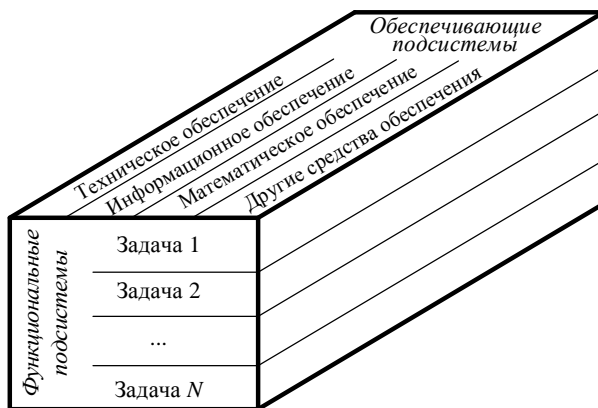 Обеспечивающие
подсистемы
Техническое обеспечение
Информационное обеспечение
Математическое обеспечение
Другие средства обеспечения
Функциональные
подсистемы
Задача 1
Задача 2
...
Задача N